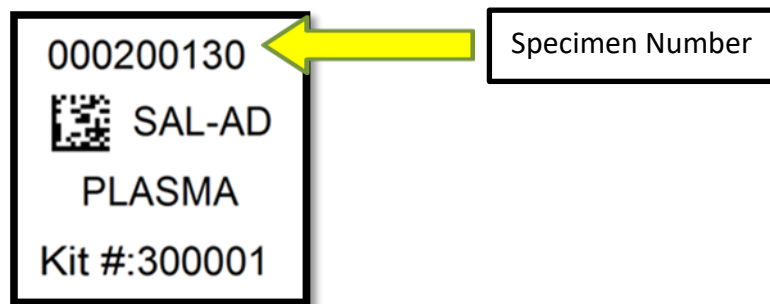 000200130
SAL-AD
PLASMA
Kit #:300001
Specimen Number